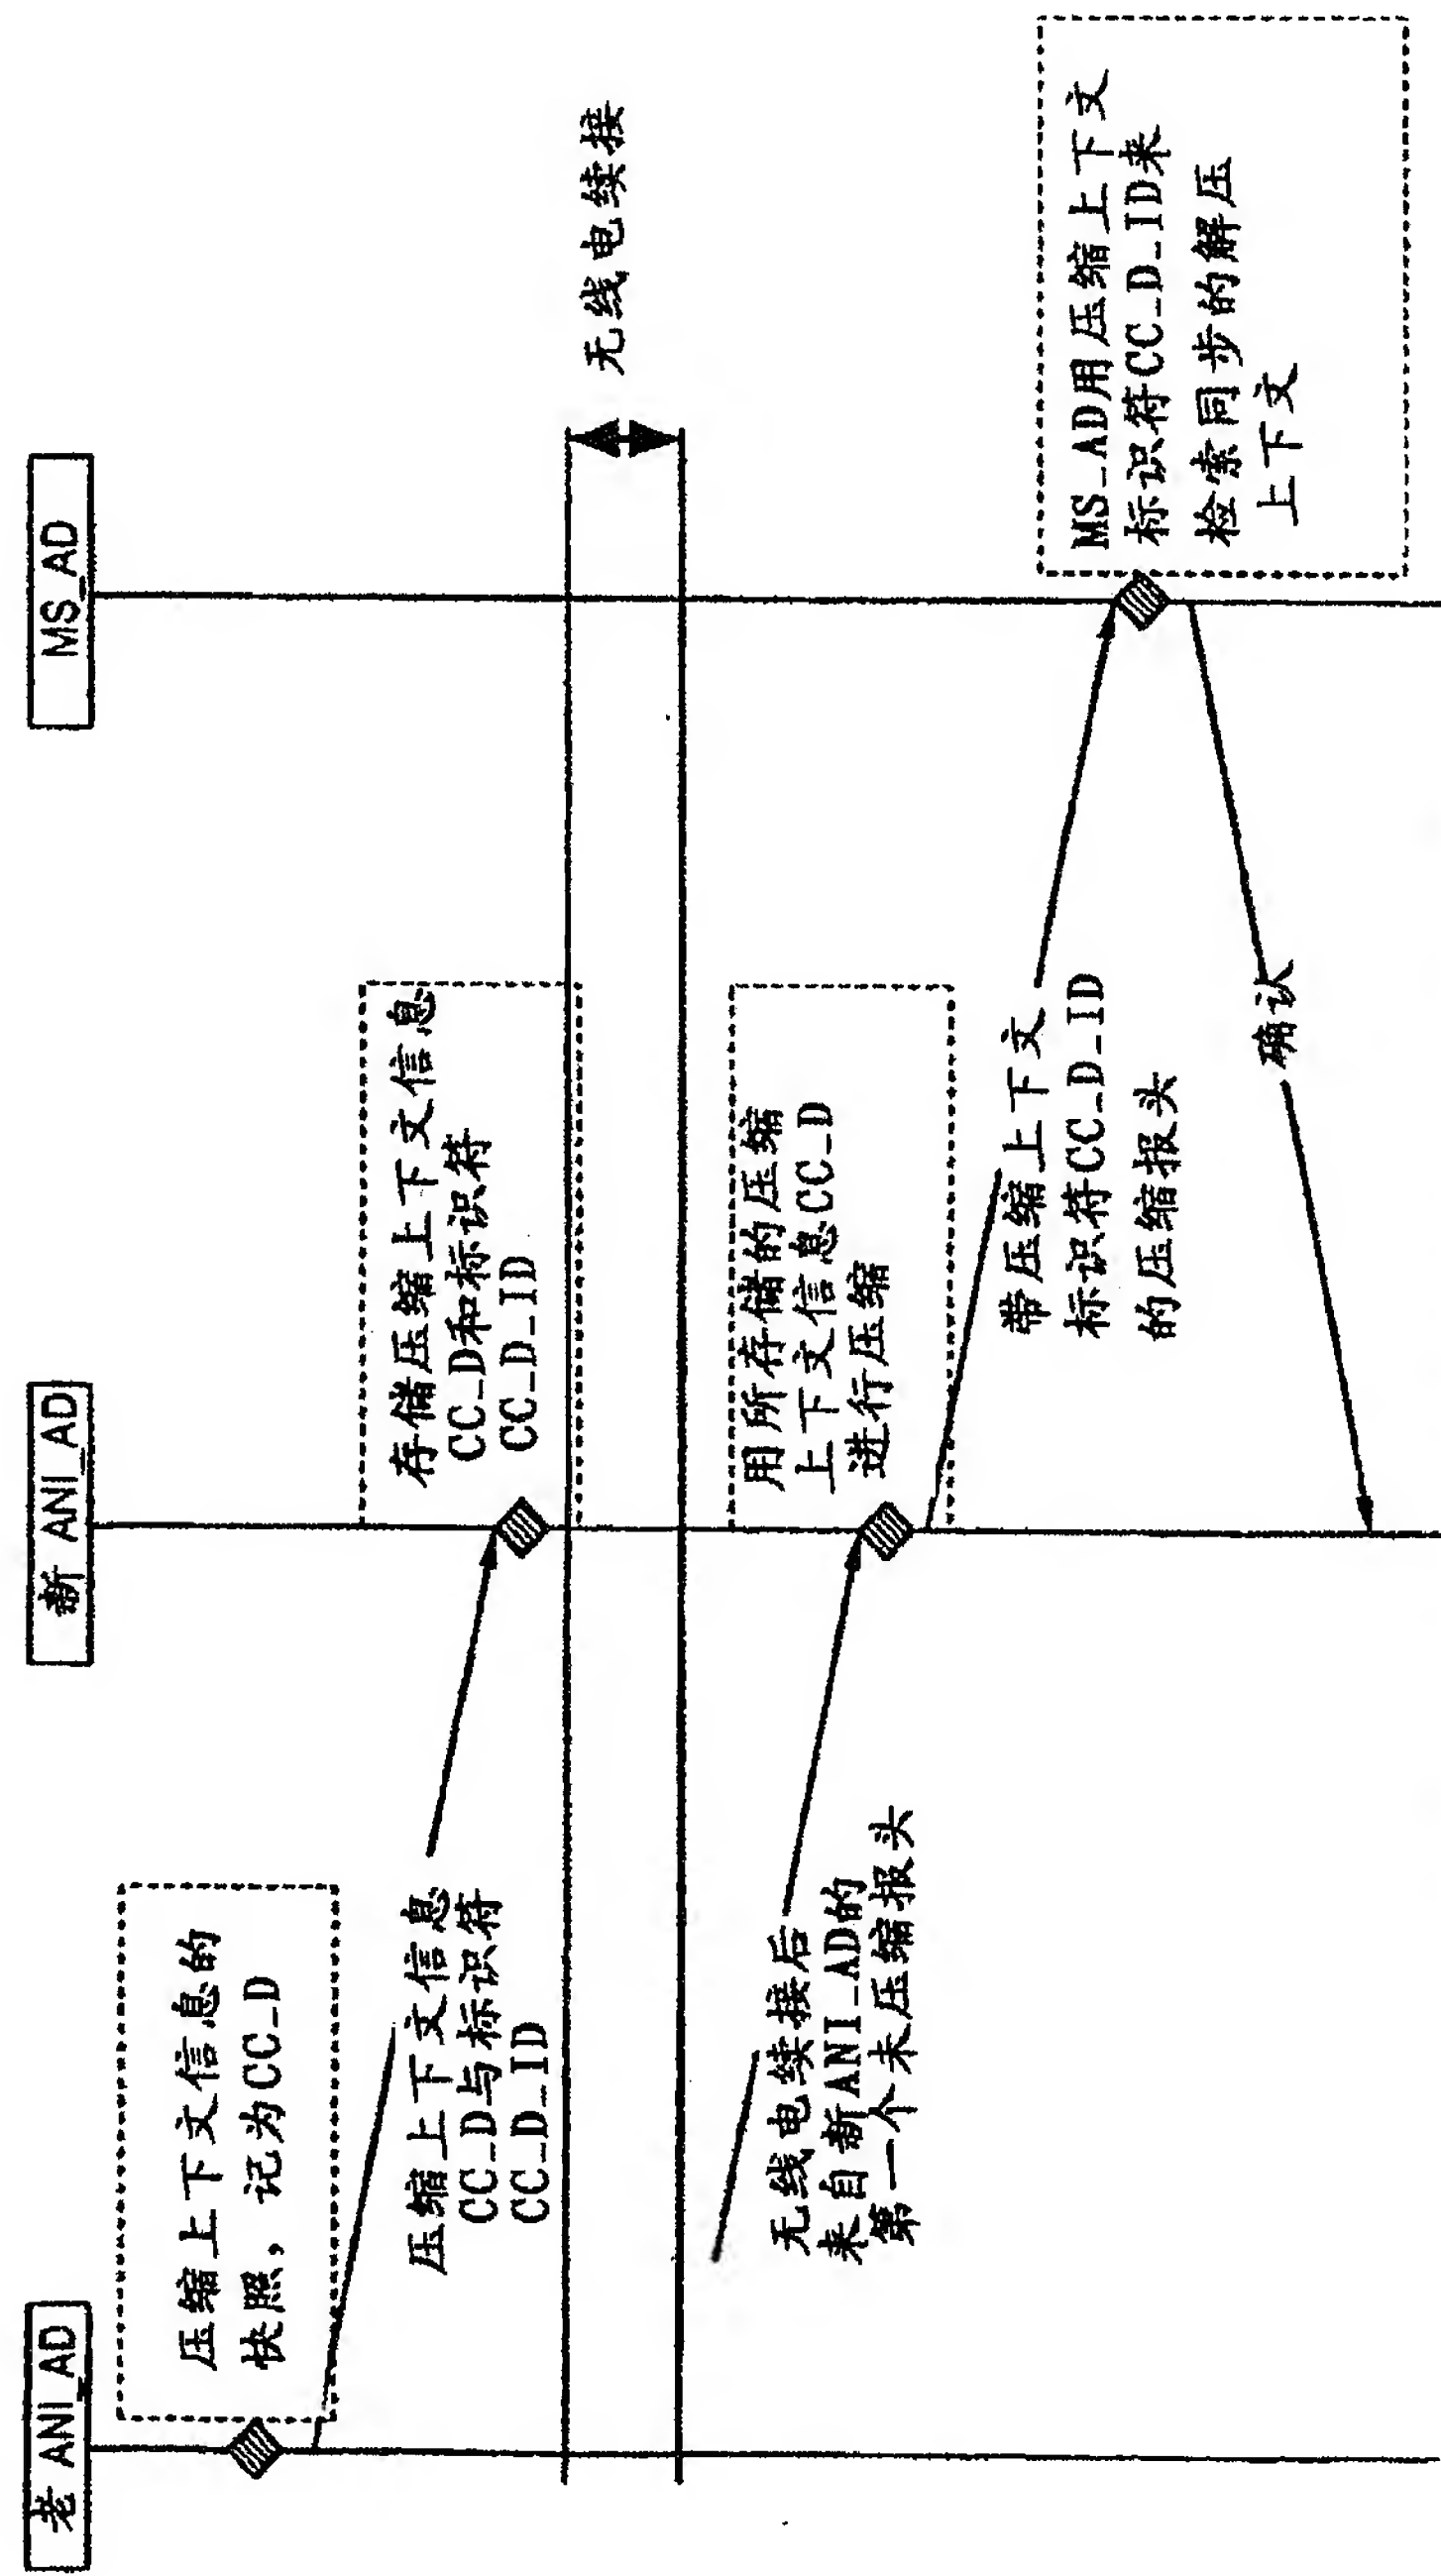 老 ANI_AD
新 ANI_AD
MS_AD
压缩上下文信息的
快照，记为CC_D
压缩上下文信息
CC_D与标识符
CC_D_ID
存储压缩上下文信息
CC_D和标识符
CC_D_ID
无线电续接
无线电续接后
来自新ANI_AD的
第一个未压缩报头
用所存储的压缩
上下文信息CC_D
进行压缩
带压缩上下文
标识符CC_D_ID
的压缩报头
MS_AD用压缩上下文
标识符CC_D_ID来
检索同步的解压
上下文
确认